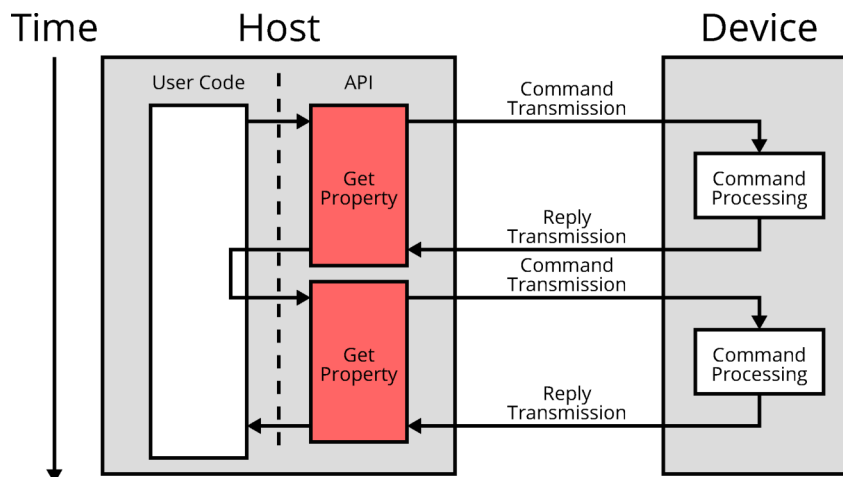 Time
Host
Device
User Code
API
Command
Transmission
Get
Property
Command
Processing
Reply
Transmission
Command
Transmission
Get
Property
Command
Processing
Reply
Transmission